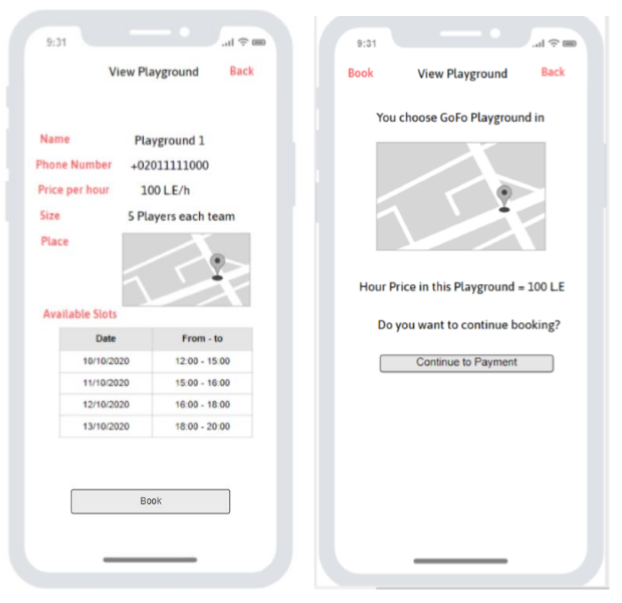 9:31
View Playground Back
Name Playground 1
Phone Number +02011111000
Price per hour 100 L.E/h
Size 5 Players each team
Place
Available Slots
Date From - to
10/10/2020 12:00 - 15:00
11/10/2020 15:00 - 16:00
12/10/2020 16:00 - 18:00
13/10/2020 18:00 - 20:00
Book
9:31
Book View Playground Back
You choose GoFo Playground in
Hour Price in this Playground = 100 L.E
Do you want to continue booking?
Continue to Payment